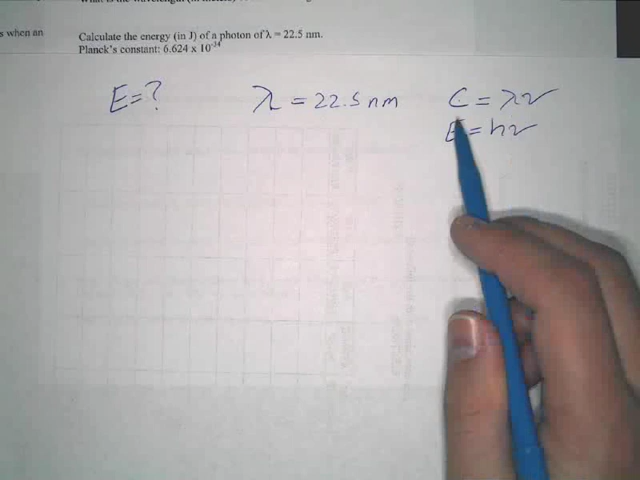 s when an
Calculate the energy (in J) of a photon of λ = 22.5 nm.
Planck's constant: 6.624 x 10⁻³⁴
E=? λ = 22.5 nm C = λν
E = hν